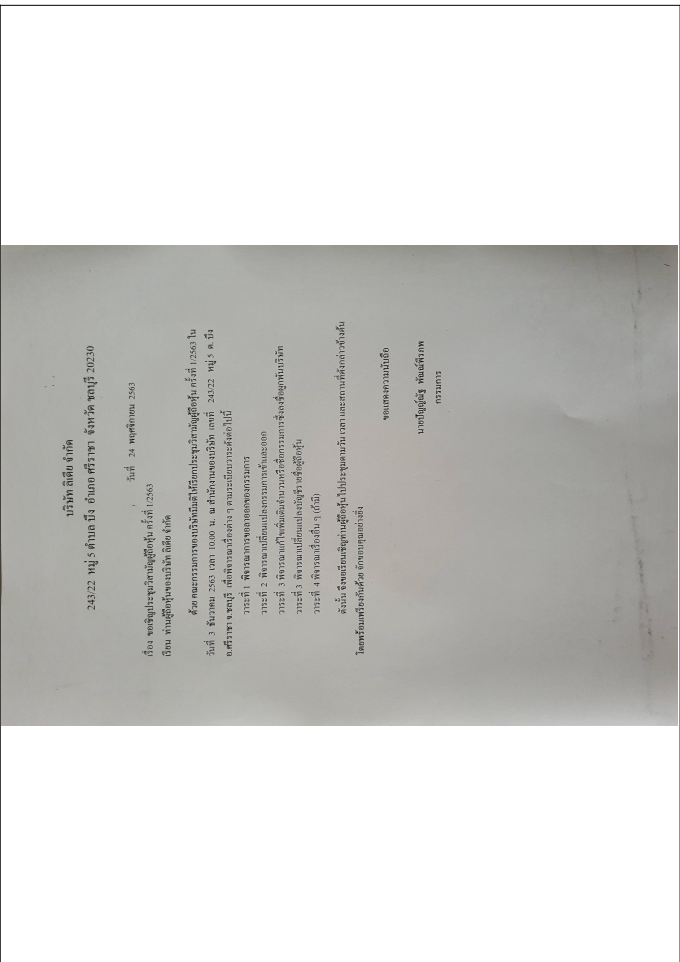 บริษัท ลิเดีย จำกัด
243/22 หมู่ 5 ตำบล บึง อำเภอ ศรีราชา จังหวัด ชลบุรี 20230
วันที่ 24 พฤศจิกายน 2563
เรื่อง ขอเชิญประชุมวิสามัญผู้ถือหุ้น ครั้งที่ 1/2563
เรียน ท่านผู้ถือหุ้นของบริษัท ลิเดีย จำกัด
ด้วย คณะกรรมการของบริษัทมีมติให้เรียกประชุมวิสามัญผู้ถือหุ้น ครั้งที่ 1/2563 ใน
วันที่ 3 ธันวาคม 2563 เวลา 10.00 น. ณ สำนักงานของบริษัท เลขที่ 243/22 หมู่ 5 ต. บึง
อ.ศรีราชา จ.ชลบุรี เพื่อพิจารณาเรื่องต่าง ๆ ตามระเบียบวาระดังต่อไปนี้
วาระที่ 1 พิจารณาการขอลาออกของกรรมการ
วาระที่ 2 พิจารณาเปลี่ยนแปลงกรรมการเข้าและออก
วาระที่ 3 พิจารณาแก้ไขเพิ่มเติมจำนวนหรือชื่อกรรมการซึ่งลงชื่อผูกพันบริษัท
วาระที่ 3 พิจารณาเปลี่ยนแปลงบัญชีรายชื่อผู้ถือหุ้น
วาระที่ 4 พิจารณาเรื่องอื่น ๆ (ถ้ามี)
ดังนั้น จึงขอเรียนเชิญท่านผู้ถือหุ้น ไปประชุมตามวัน เวลา และสถานที่ดังกล่าวข้างต้น
โดยพร้อมเพรียงกันด้วย จักขอบคุณอย่างยิ่ง
ขอแสดงความนับถือ
กรรมการ